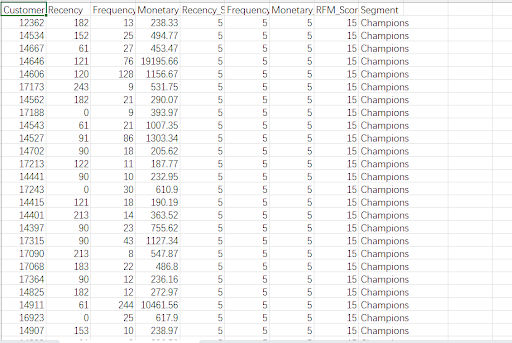 Customer Recency Frequency Monetary Recency_S Frequency Monetary_ RFM_Scor Segment
12362 182 13 238.33 5 5 5 15 Champions
14534 152 25 494.77 5 5 5 15 Champions
14667 61 27 453.47 5 5 5 15 Champions
14646 121 76 19195.66 5 5 5 15 Champions
14606 120 128 1156.67 5 5 5 15 Champions
17173 243 9 531.75 5 5 5 15 Champions
14562 182 21 290.07 5 5 5 15 Champions
17188 0 9 393.97 5 5 5 15 Champions
14543 61 21 1007.35 5 5 5 15 Champions
14527 91 86 1303.34 5 5 5 15 Champions
14702 90 18 205.62 5 5 5 15 Champions
17213 122 11 187.77 5 5 5 15 Champions
14441 90 10 232.95 5 5 5 15 Champions
17243 0 30 610.9 5 5 5 15 Champions
14415 121 18 190.19 5 5 5 15 Champions
14401 213 14 363.52 5 5 5 15 Champions
14397 90 23 755.62 5 5 5 15 Champions
17315 90 43 1127.34 5 5 5 15 Champions
17090 213 8 547.87 5 5 5 15 Champions
17068 183 22 486.8 5 5 5 15 Champions
17364 90 12 236.16 5 5 5 15 Champions
14825 182 12 272.97 5 5 5 15 Champions
14911 61 244 10461.56 5 5 5 15 Champions
16923 0 25 617.9 5 5 5 15 Champions
14907 153 10 238.97 5 5 5 15 Champions